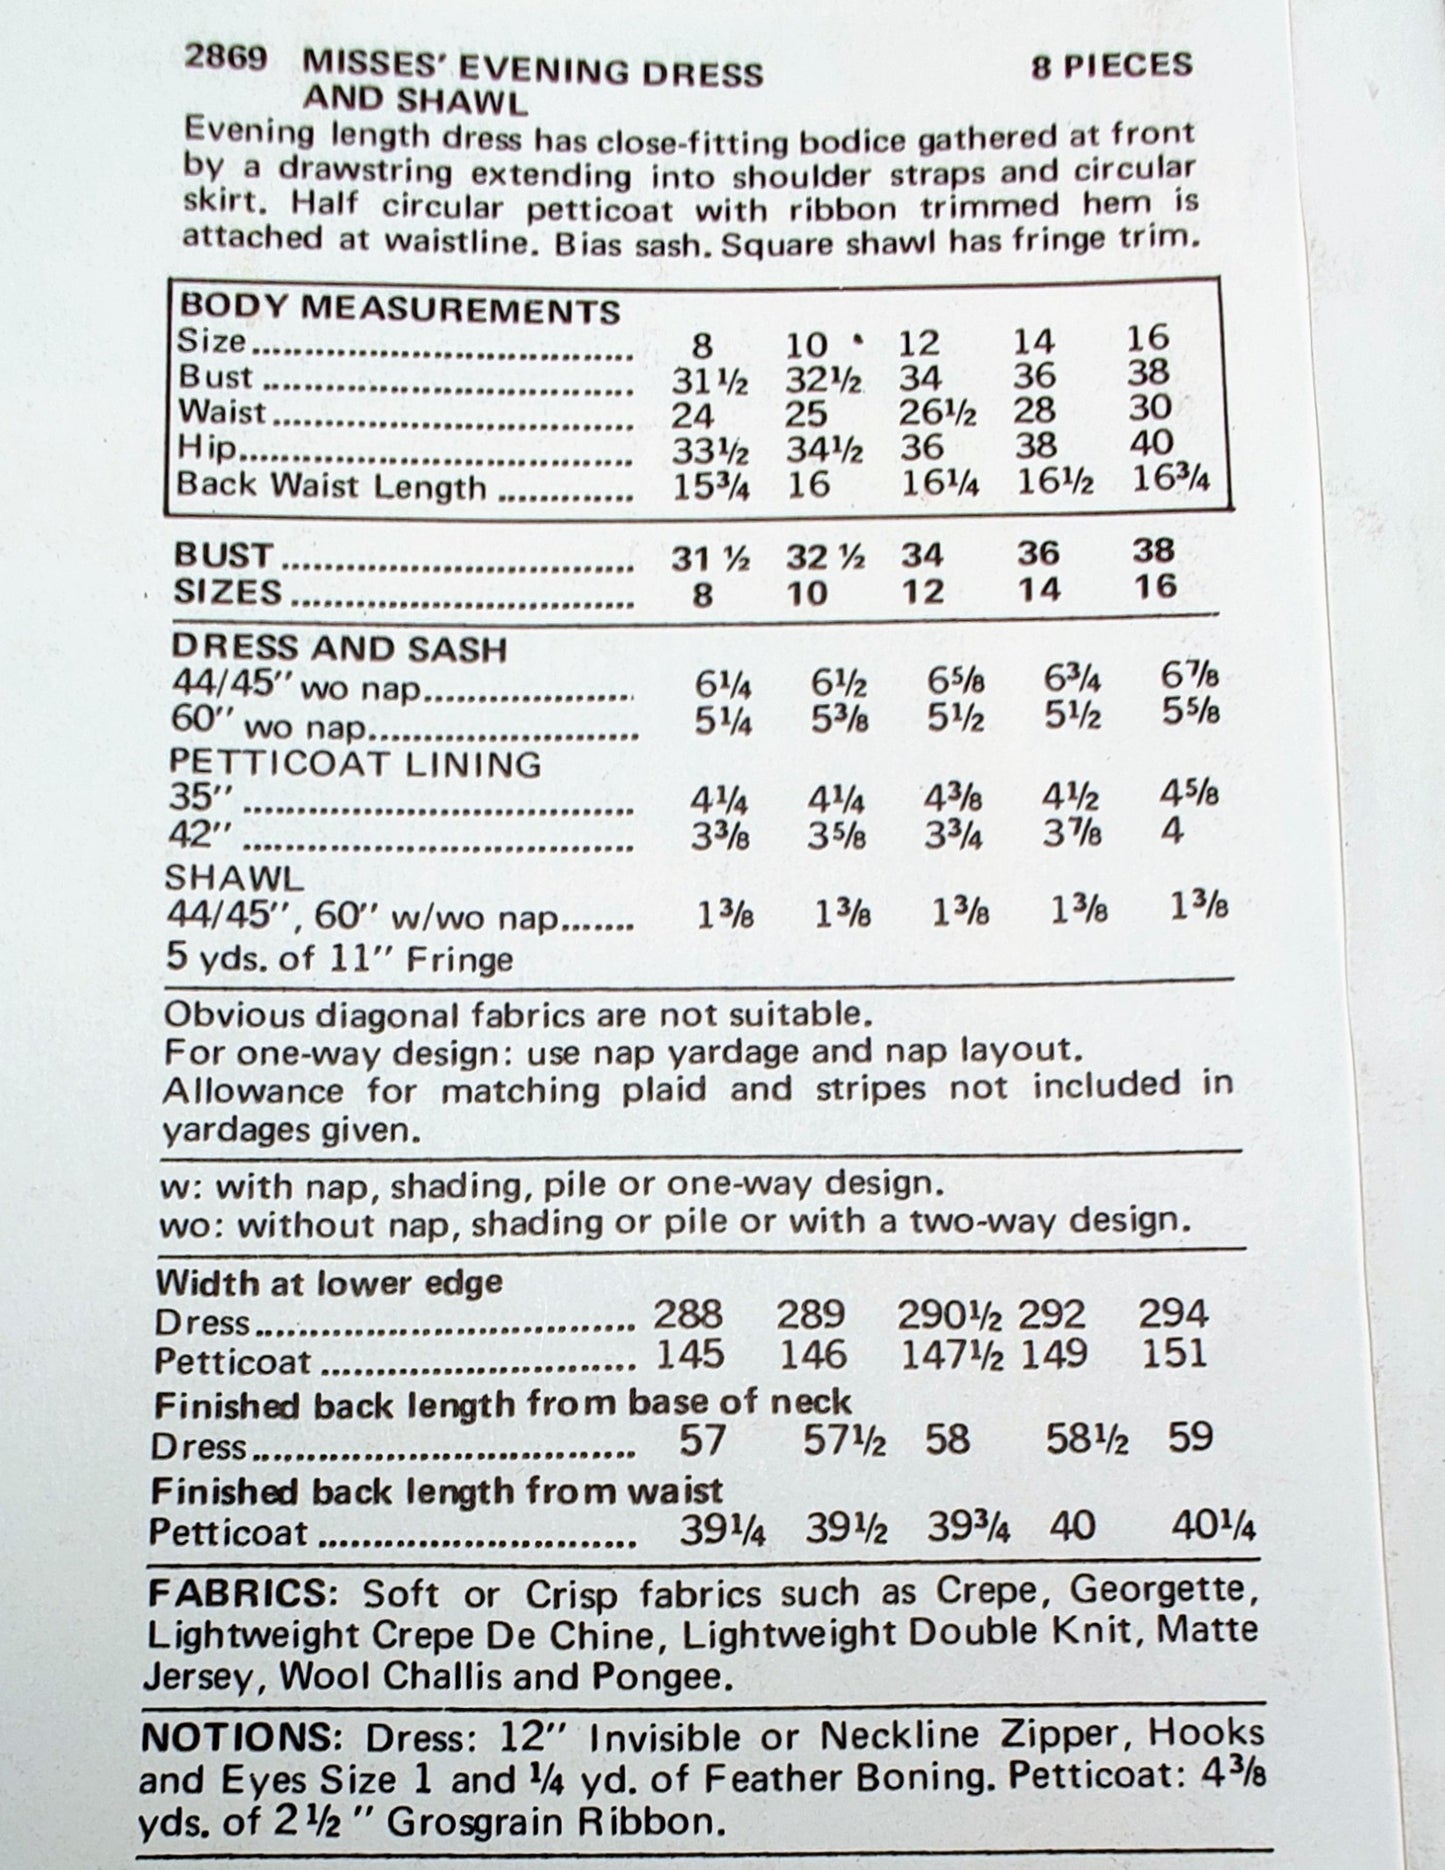 2869 MISSES' EVENING DRESS 8 PIECES
AND SHAWL
Evening length dress has close-fitting bodice gathered at front
by a drawstring extending into shoulder straps and circular
skirt. Half circular petticoat with ribbon trimmed hem is
attached at waistline. Bias sash. Square shawl has fringe trim.
BODY MEASUREMENTS
Size.................................... 8 10 12 14 16
Bust .................................. 31½ 32½ 34 36 38
Waist ................................. 24 25 26½ 28 30
Hip..................................... 33½ 34½ 36 38 40
Back Waist Length ............. 15¾ 16 16¼ 16½ 16¾
BUST ................................. 31 ½ 32 ½ 34 36 38
SIZES ................................ 8 10 12 14 16
DRESS AND SASH
44/45" wo nap.................... 6¼ 6½ 6⅝ 6¾ 6⅞
60" wo nap......................... 5¼ 5⅜ 5½ 5½ 5⅝
PETTICOAT LINING
35" .................................... 4¼ 4¼ 4⅜ 4½ 4⅝
42" .................................... 3⅜ 3⅝ 3¾ 3⅞ 4
SHAWL
44/45", 60" w/wo nap....... 1⅜ 1⅜ 1⅜ 1⅜ 1⅜
5 yds. of 11" Fringe
Obvious diagonal fabrics are not suitable.
For one-way design: use nap yardage and nap layout.
Allowance for matching plaid and stripes not included in
yardages given.
w: with nap, shading, pile or one-way design.
wo: without nap, shading or pile or with a two-way design.
Width at lower edge
Dress................................... 288 289 290½ 292 294
Petticoat ............................. 145 146 147½ 149 151
Finished back length from base of neck
Dress................................... 57 57½ 58 58½ 59
Finished back length from waist
Petticoat ............................. 39¼ 39½ 39¾ 40 40¼
FABRICS: Soft or Crisp fabrics such as Crepe, Georgette,
Lightweight Crepe De Chine, Lightweight Double Knit, Matte
Jersey, Wool Challis and Pongee.
NOTIONS: Dress: 12" Invisible or Neckline Zipper, Hooks
and Eyes Size 1 and ¼ yd. of Feather Boning. Petticoat: 4⅜
yds. of 2½ " Grosgrain Ribbon.